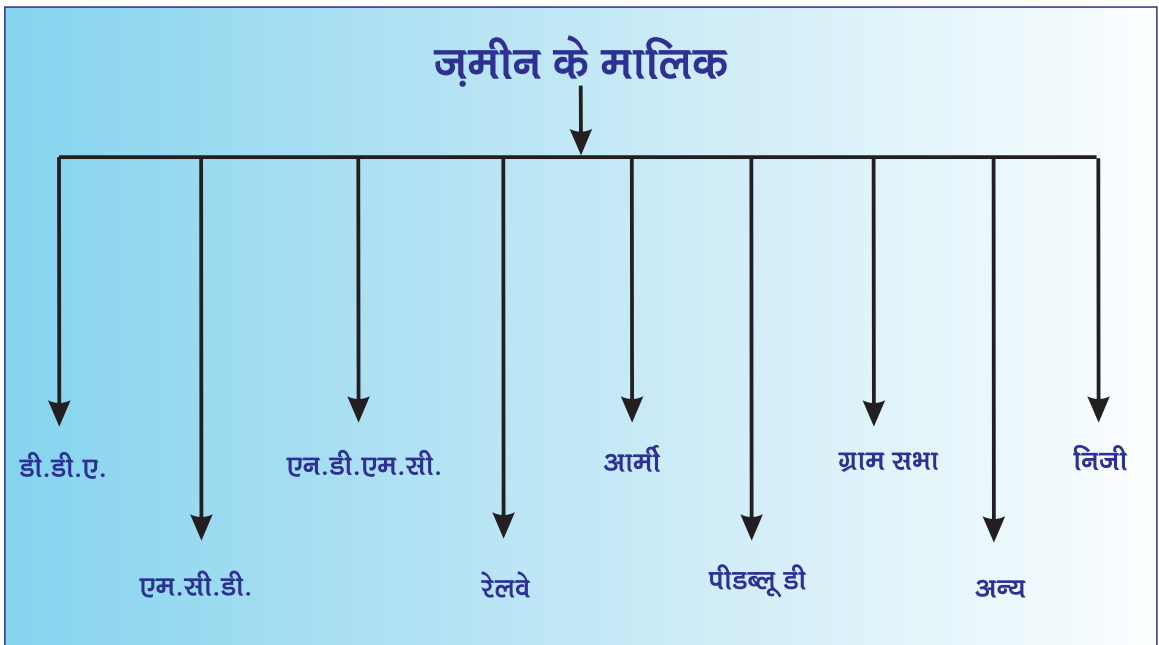 ज़मीन के मालिक
डी.डी.ए.
एम.सी.डी.
एन.डी.एम.सी.
रेलवे
आर्मी
पीडब्लू डी
ग्राम सभा
अन्य
निजी